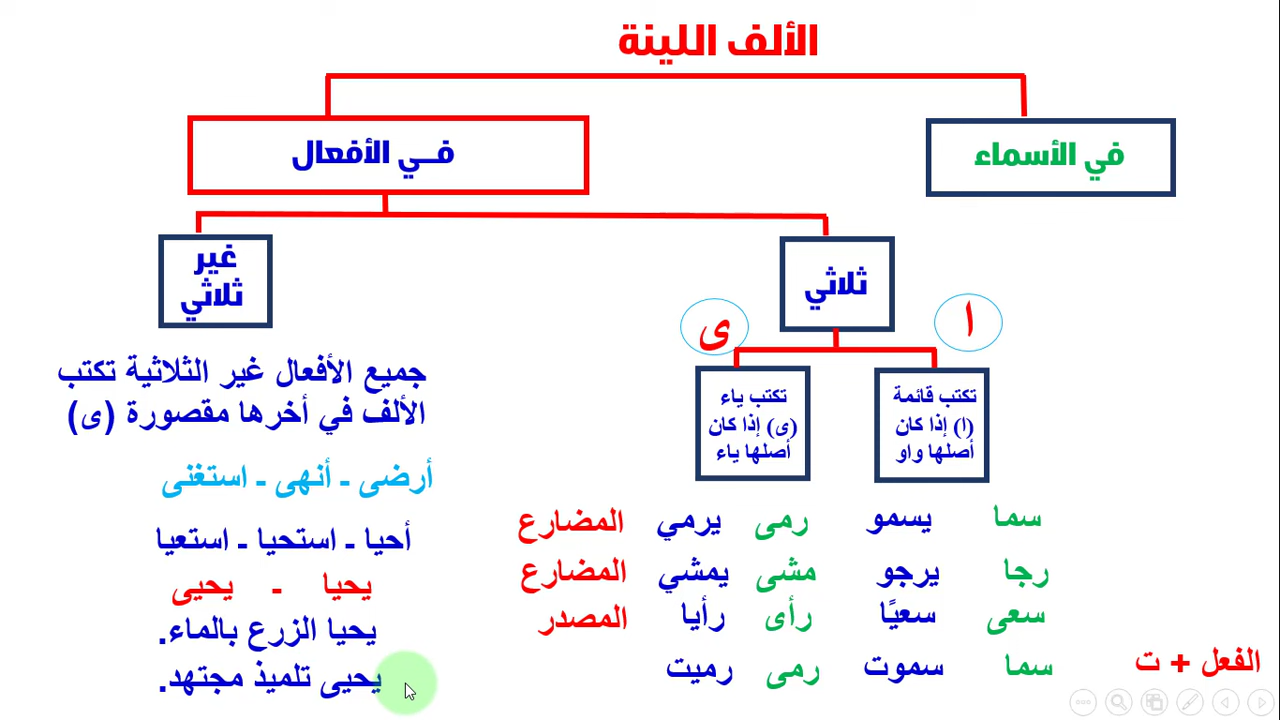 الألف اللينة
في الأسماء
فــي الأفعال
ثلاثي
غير
ثلاثي
ا
ى
تكتب قائمة
(ا) إذا كان
أصلها واو
تكتب ياء
(ى) إذا كان
أصلها ياء
سما يسمو رمى يرمي المضارع
رجا يرجو مشى يمشي المضارع
سعى سعيًا رأى رأيا المصدر
الفعل + ت سما سموت رمى رميت
جميع الأفعال غير الثلاثية تكتب
الألف في أخرها مقصورة (ى)
أرضى ـ أنهى ـ استغنى
أحيا ـ استحيا ـ استعيا
يحيا ـ يحيى
يحيا الزرع بالماء.
يحيى تلميذ مجتهد.